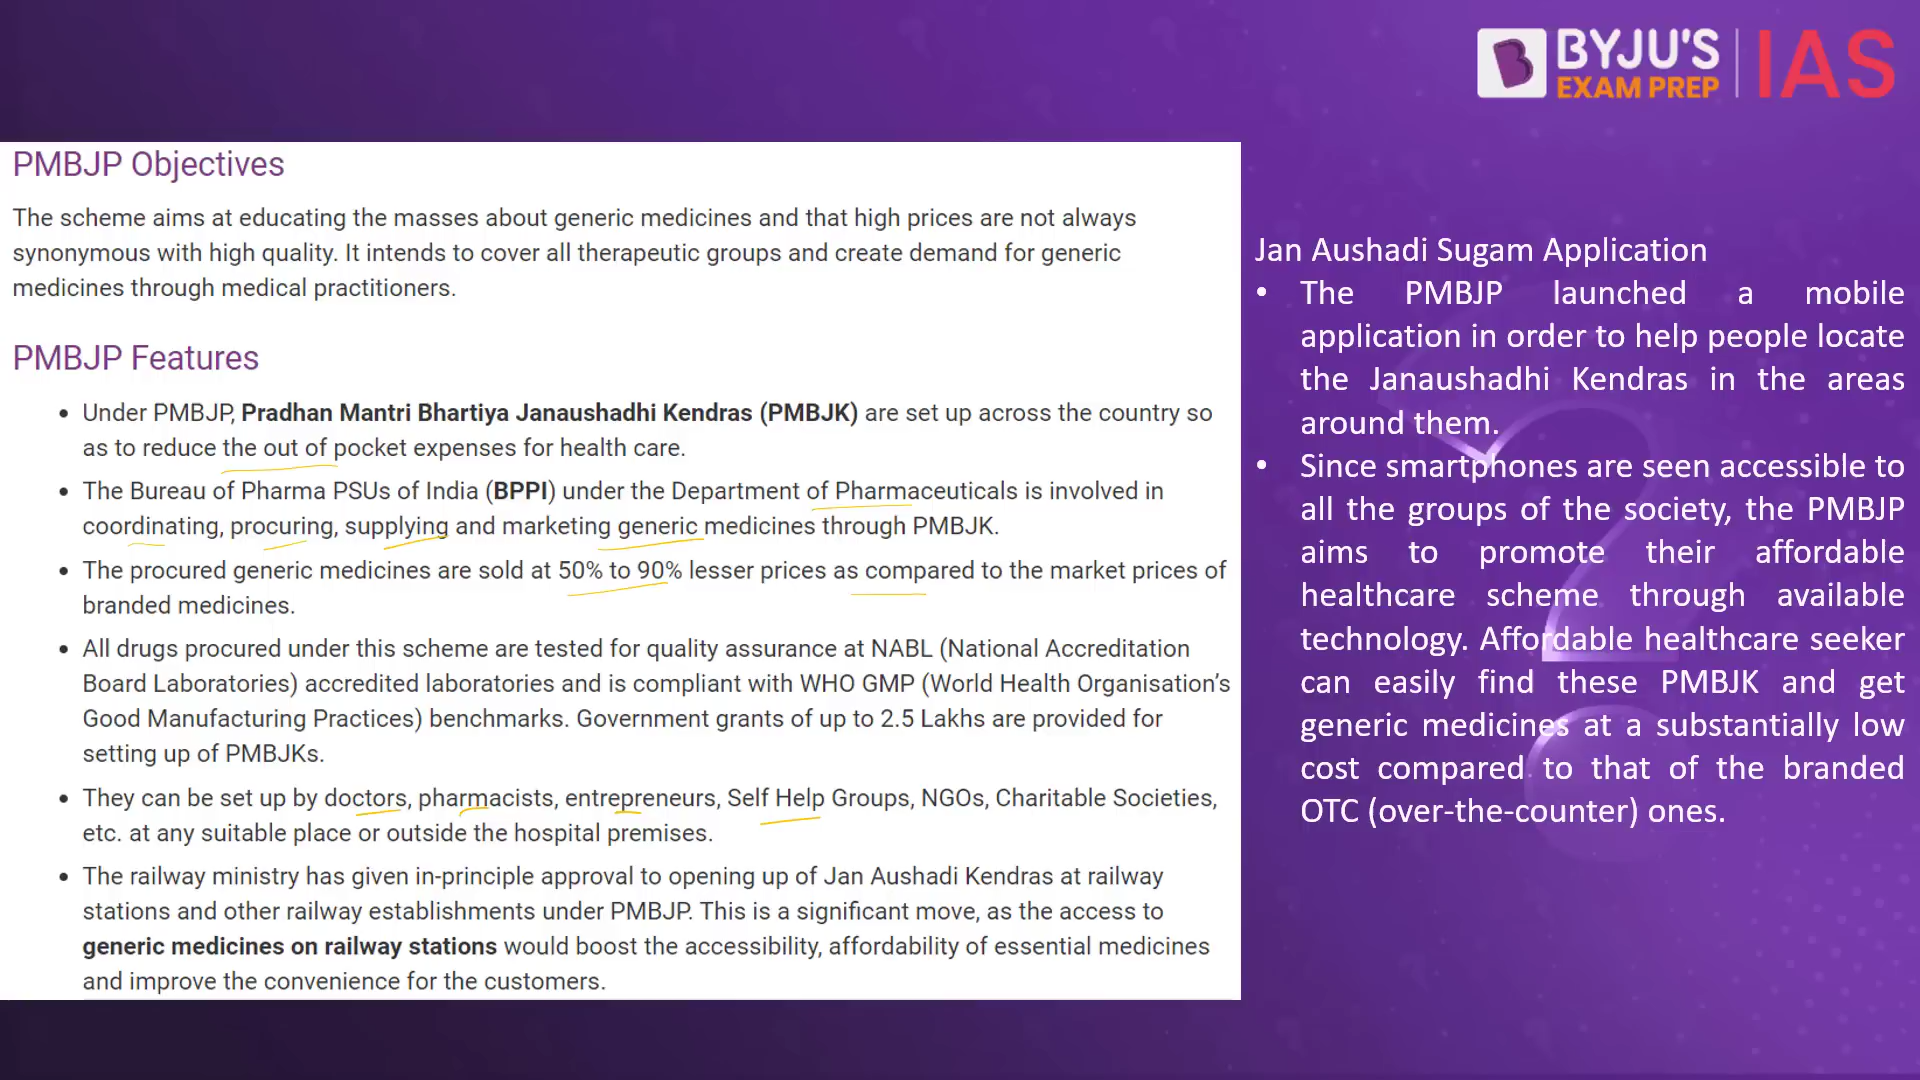 BYJU'S
EXAM PREP
IAS
PMBJP Objectives
The scheme aims at educating the masses about generic medicines and that high prices are not always
synonymous with high quality. It intends to cover all therapeutic groups and create demand for generic
medicines through medical practitioners.
PMBJP Features
• Under PMBJP, Pradhan Mantri Bhartiya Janaushadhi Kendras (PMBJK) are set up across the country so
as to reduce the out of pocket expenses for health care.
• The Bureau of Pharma PSUs of India (BPPI) under the Department of Pharmaceuticals is involved in
coordinating, procuring, supplying and marketing generic medicines through PMBJK.
• The procured generic medicines are sold at 50% to 90% lesser prices as compared to the market prices of
branded medicines.
• All drugs procured under this scheme are tested for quality assurance at NABL (National Accreditation
Board Laboratories) accredited laboratories and is compliant with WHO GMP (World Health Organisation's
Good Manufacturing Practices) benchmarks. Government grants of up to 2.5 Lakhs are provided for
setting up of PMBJKs.
• They can be set up by doctors, pharmacists, entrepreneurs, Self Help Groups, NGOs, Charitable Societies,
etc. at any suitable place or outside the hospital premises.
• The railway ministry has given in-principle approval to opening up of Jan Aushadi Kendras at railway
stations and other railway establishments under PMBJP. This is a significant move, as the access to
generic medicines on railway stations would boost the accessibility, affordability of essential medicines
and improve the convenience for the customers.
Jan Aushadi Sugam Application
• The PMBJP launched a mobile
application in order to help people locate
the Janaushadhi Kendras in the areas
around them.
• Since smartphones are seen accessible to
all the groups of the society, the PMBJP
aims to promote their affordable
healthcare scheme through available
technology. Affordable healthcare seeker
can easily find these PMBJK and get
generic medicines at a substantially low
cost compared to that of the branded
OTC (over-the-counter) ones.